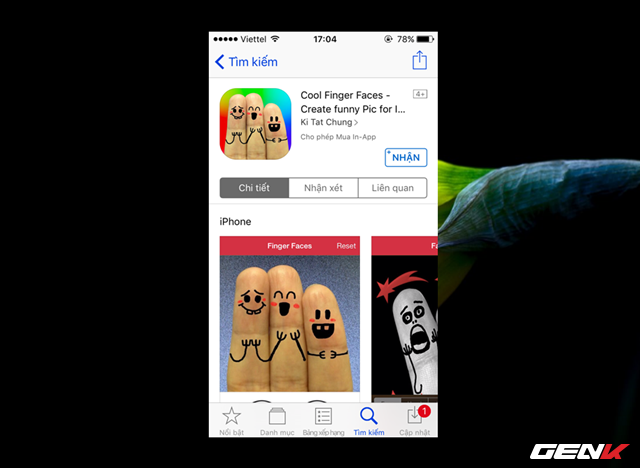 Viettel 17:04 78%
Tìm kiếm
Cool Finger Faces -
Create funny Pic for I...
4+
Ki Tat Chung >
Cho phép Mua In-App
+ NHẬN
Chi tiết Nhận xét Liên quan
iPhone
Finger Faces Reset Fa
1
Nổi bật Danh mục Bảng xếp hạng Tìm kiếm Cập nhật
GENK